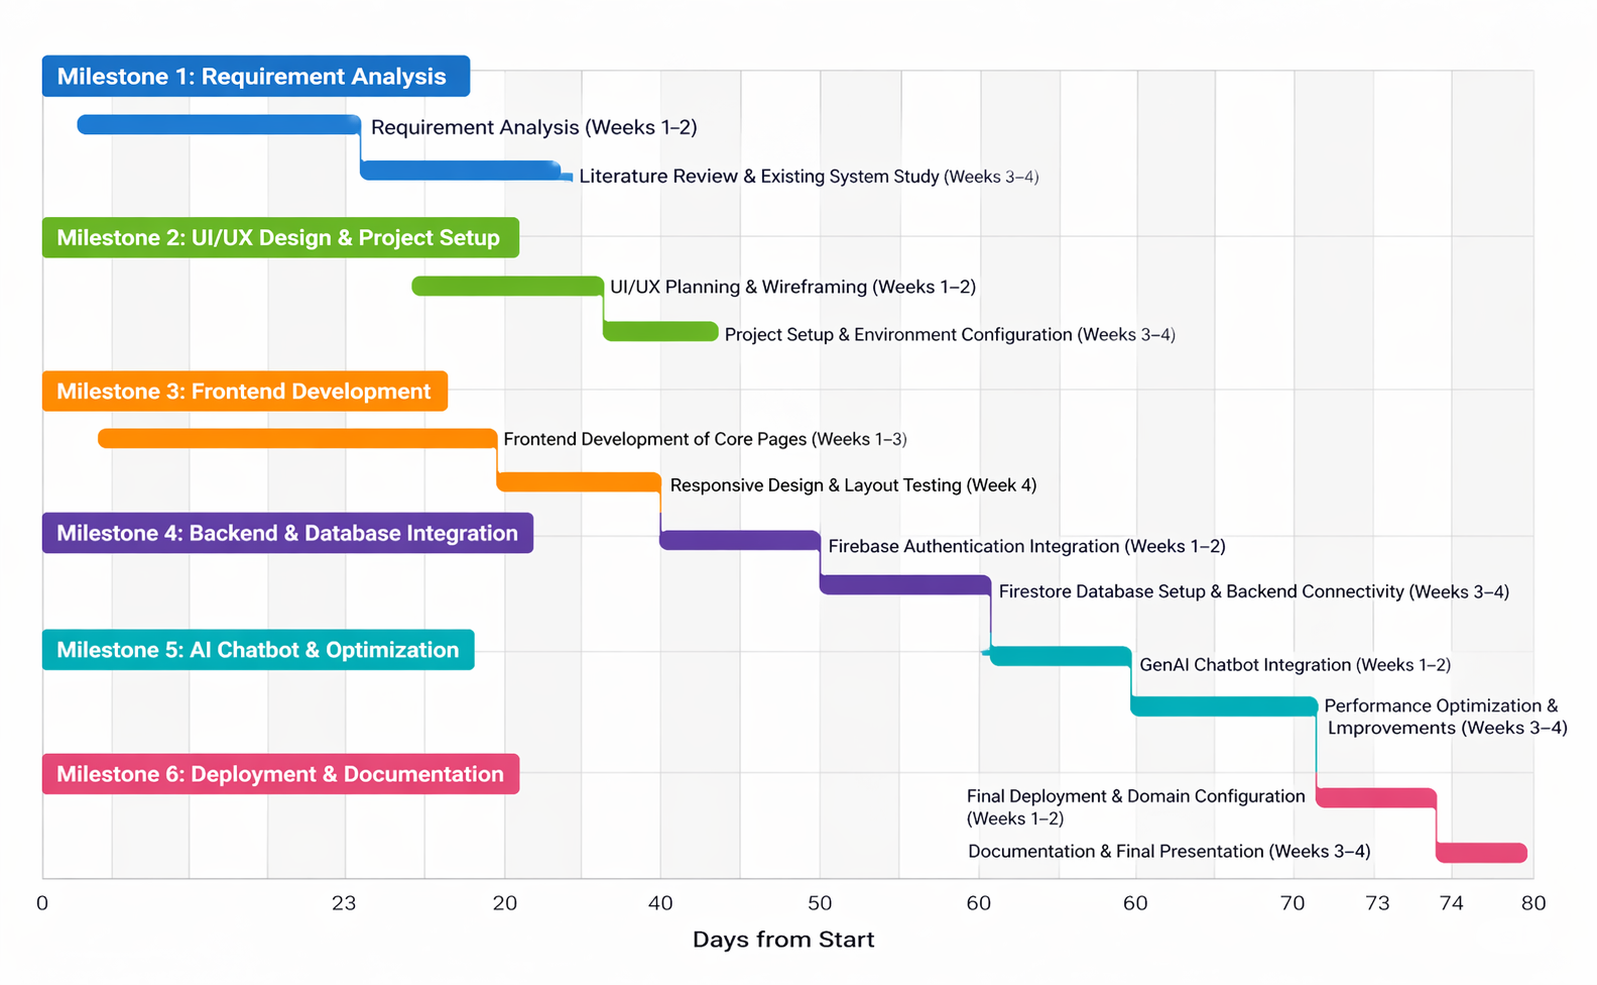 Milestone 1: Requirement Analysis
Requirement Analysis (Weeks 1–2)
Literature Review & Existing System Study (Weeks 3–4)
Milestone 2: UI/UX Design & Project Setup
UI/UX Planning & Wireframing (Weeks 1–2)
Project Setup & Environment Configuration (Weeks 3–4)
Milestone 3: Frontend Development
Frontend Development of Core Pages (Weeks 1–3)
Responsive Design & Layout Testing (Week 4)
Milestone 4: Backend & Database Integration
Firebase Authentication Integration (Weeks 1–2)
Firestore Database Setup & Backend Connectivity (Weeks 3–4)
Milestone 5: AI Chatbot & Optimization
GenAI Chatbot Integration (Weeks 1–2)
Performance Optimization &
Lmprovements (Weeks 3–4)
Milestone 6: Deployment & Documentation
Final Deployment & Domain Configuration
(Weeks 1–2)
Documentation & Final Presentation (Weeks 3–4)
0 23 20 40 50 60 60 70 73 74 80
Days from Start